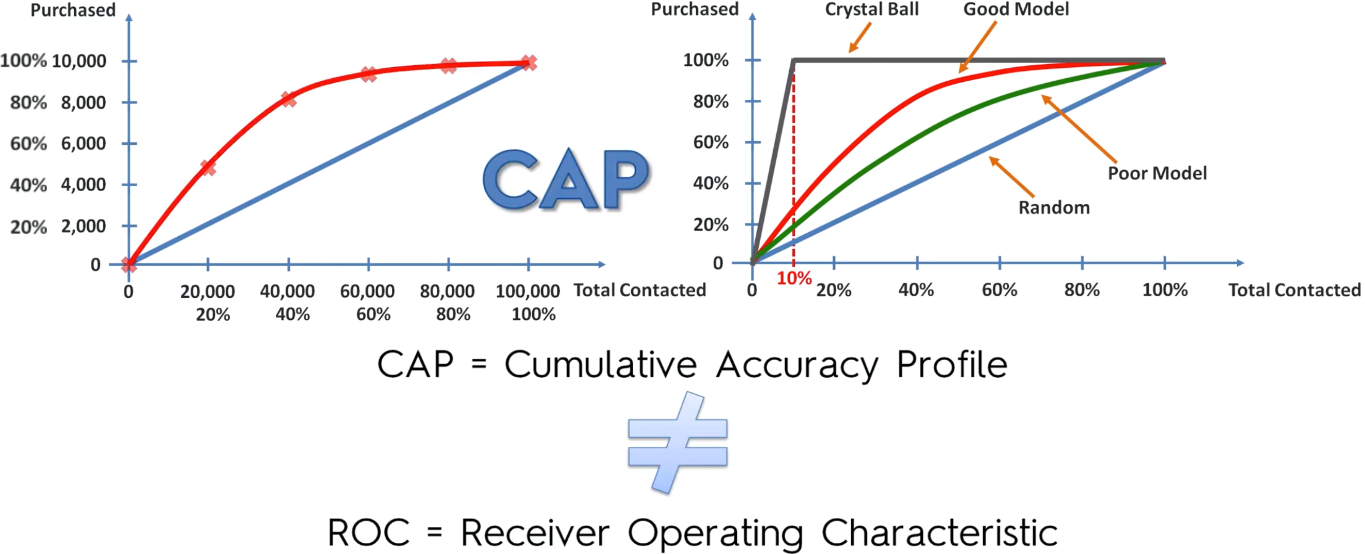 Purchased
100% 10,000
80% 8,000
60% 6,000
40% 4,000
20% 2,000
0
0 20,000 40,000 60,000 80,000 100,000 Total Contacted
20% 40% 60% 80% 100%
CAP
Purchased
Crystal Ball
Good Model
100%
80%
60%
40%
20%
0
Poor Model
Random
0 10% 20% 40% 60% 80% 100% Total Contacted
CAP = Cumulative Accuracy Profile
≠
ROC = Receiver Operating Characteristic